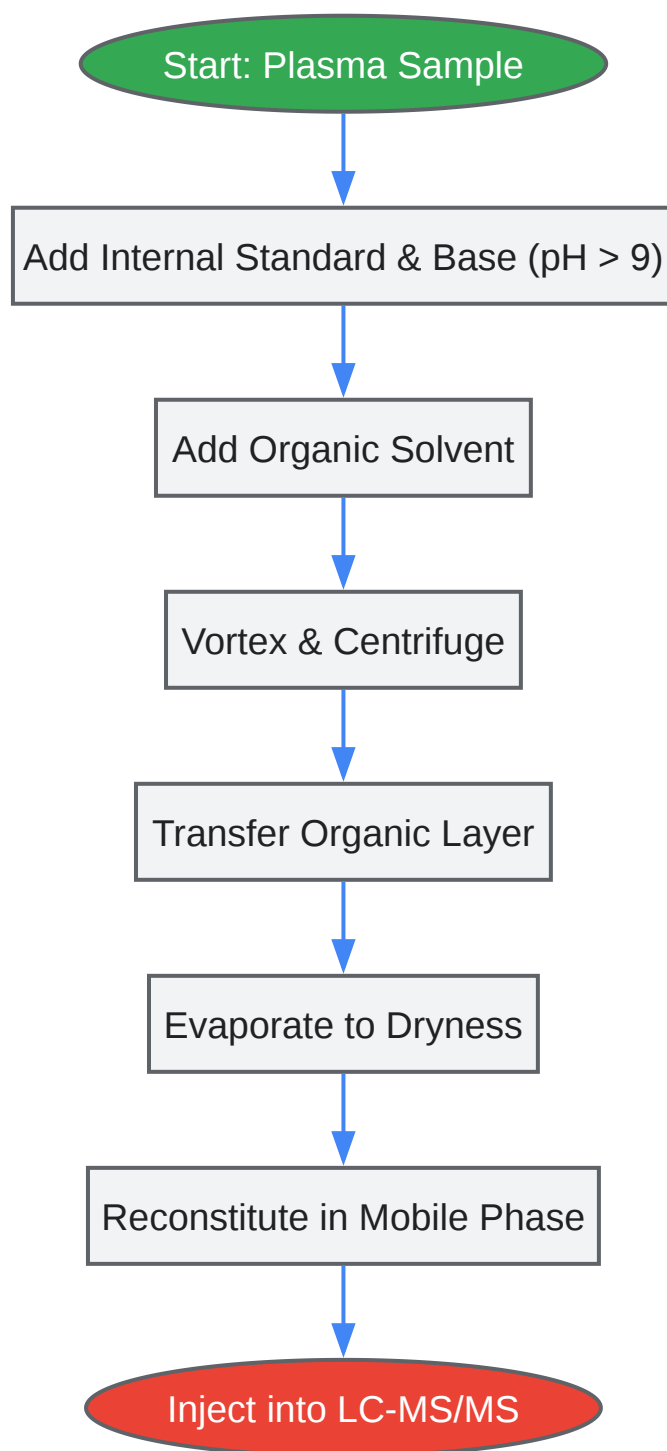 Start: Plasma Sample
Add Internal Standard & Base (pH > 9)
Add Organic Solvent
Vortex & Centrifuge
Transfer Organic Layer
Evaporate to Dryness
Reconstitute in Mobile Phase
Inject into LC-MS/MS